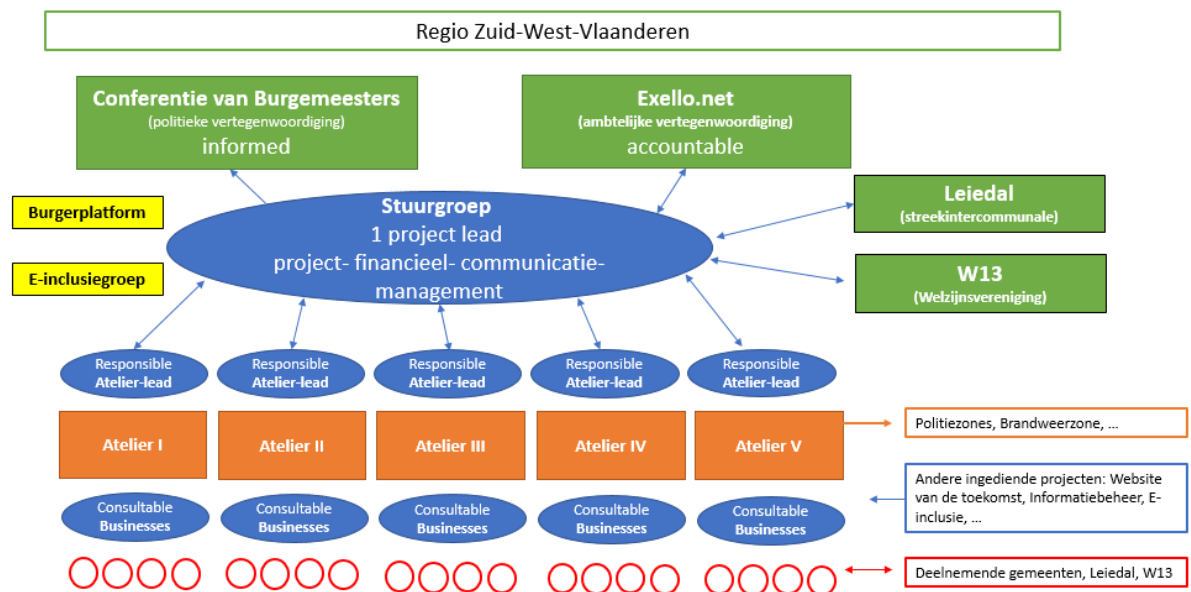 Regio Zuid-West-Vlaanderen
Conferentie van Burgemeesters
(politieke vertegenwoordiging)
informed
Exello.net
(ambtelijke vertegenwoordiging)
accountable
Burgerplatform
E-inclusiegroep
Stuurgroep
1 project lead
project- financieel- communicatie-
management
Leiedal
(streekintercommunale)
W13
(Welzijnsvereniging)
Responsible
Atelier-lead
Responsible
Atelier-lead
Responsible
Atelier-lead
Responsible
Atelier-lead
Responsible
Atelier-lead
Atelier I
Atelier II
Atelier III
Atelier IV
Atelier V
Politiezones, Brandweerzone, ...
Consultable
Businesses
Consultable
Businesses
Consultable
Businesses
Consultable
Businesses
Consultable
Businesses
Andere ingediende projecten: Website
van de toekomst, Informatiebeheer, E-
inclusie, ...
Deelnemende gemeenten, Leiedal, W13